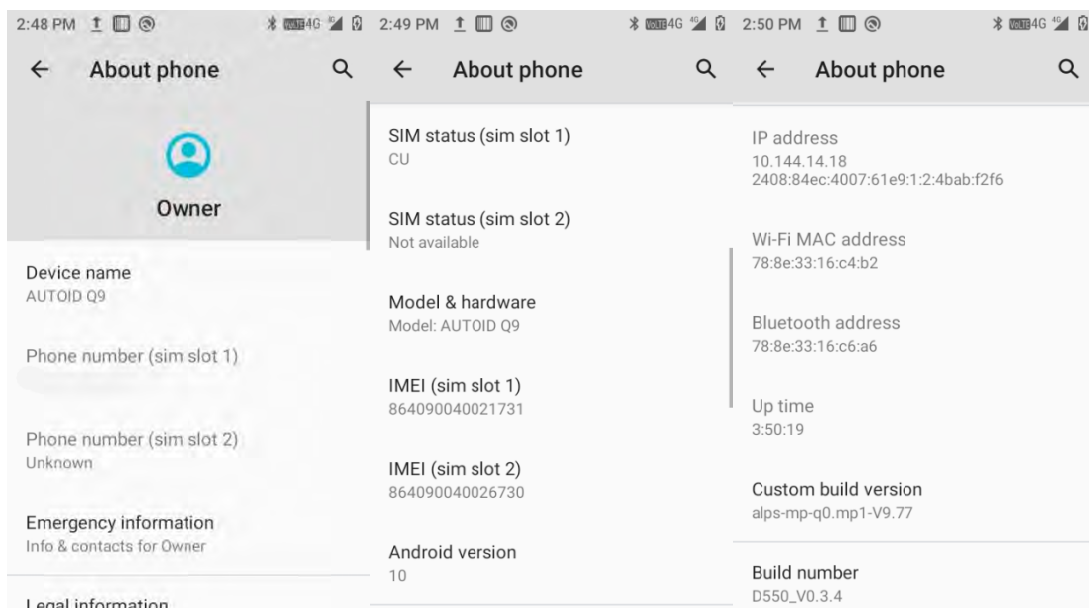 2:48 PM
4G
About phone
Owner
Device name
AUTOID Q9
Phone number (sim slot 1)
Phone number (sim slot 2)
Unknown
Emergency information
Info & contacts for Owner
Legal information
2:49 PM
4G
About phone
SIM status (sim slot 1)
CU
SIM status (sim slot 2)
Not available
Model & hardware
Model: AUTOID Q9
IMEI (sim slot 1)
864090040021731
IMEI (sim slot 2)
864090040026730
Android version
10
2:50 PM
4G
About phone
IP address
10.144.14.18
2408:84ec:4007:61e9:1:2:4bab:f2f6
Wi-Fi MAC address
78:8e:33:16:c4:b2
Bluetooth address
78:8e:33:16:c6:a6
Up time
3:50:19
Custom build version
alps-mp-q0.mp1-V9.77
Build number
D550_V0.3.4